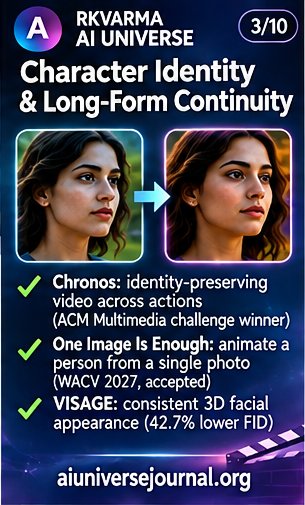 A
RKVARMA
AI UNIVERSE
3/10
Character Identity
& Long-Form Continuity
Chronos: identity-preserving
video across actions
(ACM Multimedia challenge winner)
One Image Is Enough: animate a
person from a single photo
(WACV 2027, accepted)
VISAGE: consistent 3D facial
appearance (42.7% lower FID)
aiuniversejournal.org